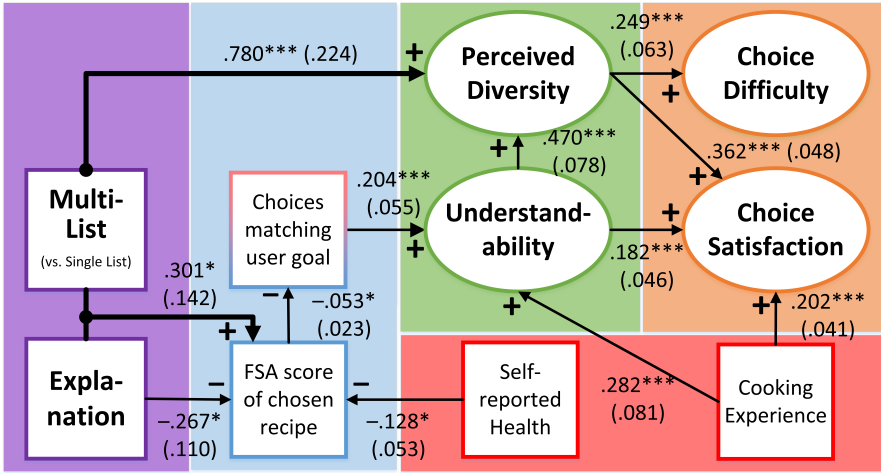 .780*** (.224)
+
Perceived
Diversity
.249***
(.063)
+
Choice
Difficulty
+
.470***
(.078)
.362*** (.048)
+
Multi-
List
(vs. Single List)
Choices
matching
user goal
.204***
(.055)
+
Understand-
ability
+
+
.182***
(.046)
Choice
Satisfaction
.301*
(.142)
+
−
−.053*
(.023)
+
.202***
(.041)
Expla-
nation
−
−.267*
(.110)
FSA score
of chosen
recipe
−
−.128*
(.053)
Self-
reported
Health
.282***
(.081)
Cooking
Experience